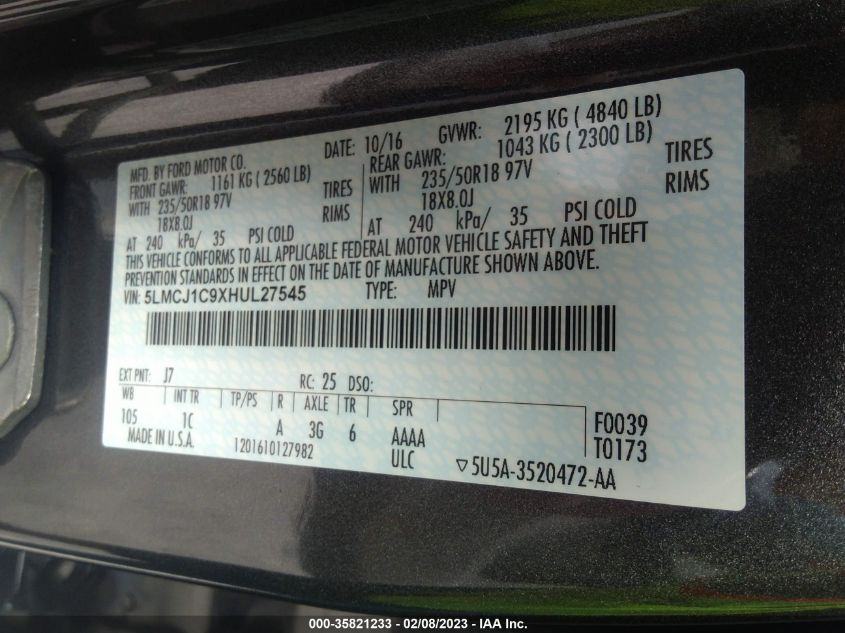 MFD. BY FORD MOTOR CO.
DATE: 10/16
GVWR: 2195 KG ( 4840 LB)
FRONT GAWR: 1161 KG ( 2560 LB)
REAR GAWR: 1043 KG ( 2300 LB)
WITH 235/50R18 97V TIRES
WITH 235/50R18 97V TIRES
18X8.0J RIMS
18X8.0J RIMS
AT 240 kPa/ 35 PSI COLD
AT 240 kPa/ 35 PSI COLD
THIS VEHICLE CONFORMS TO ALL APPLICABLE FEDERAL MOTOR VEHICLE SAFETY AND THEFT
PREVENTION STANDARDS IN EFFECT ON THE DATE OF MANUFACTURE SHOWN ABOVE.
VIN: 5LMCJ1C9XHUL27545 TYPE: MPV
EXT PNT: J7 RC: 25 DSO:
WB INT TR TP/PS R AXLE TR SPR
105 1C A 3G 6 AAAA F0039
MADE IN U.S.A. 1201610127982 ULC T0173
▽5U5A-3520472-AA
000-35821233 - 02/08/2023 - IAA Inc.